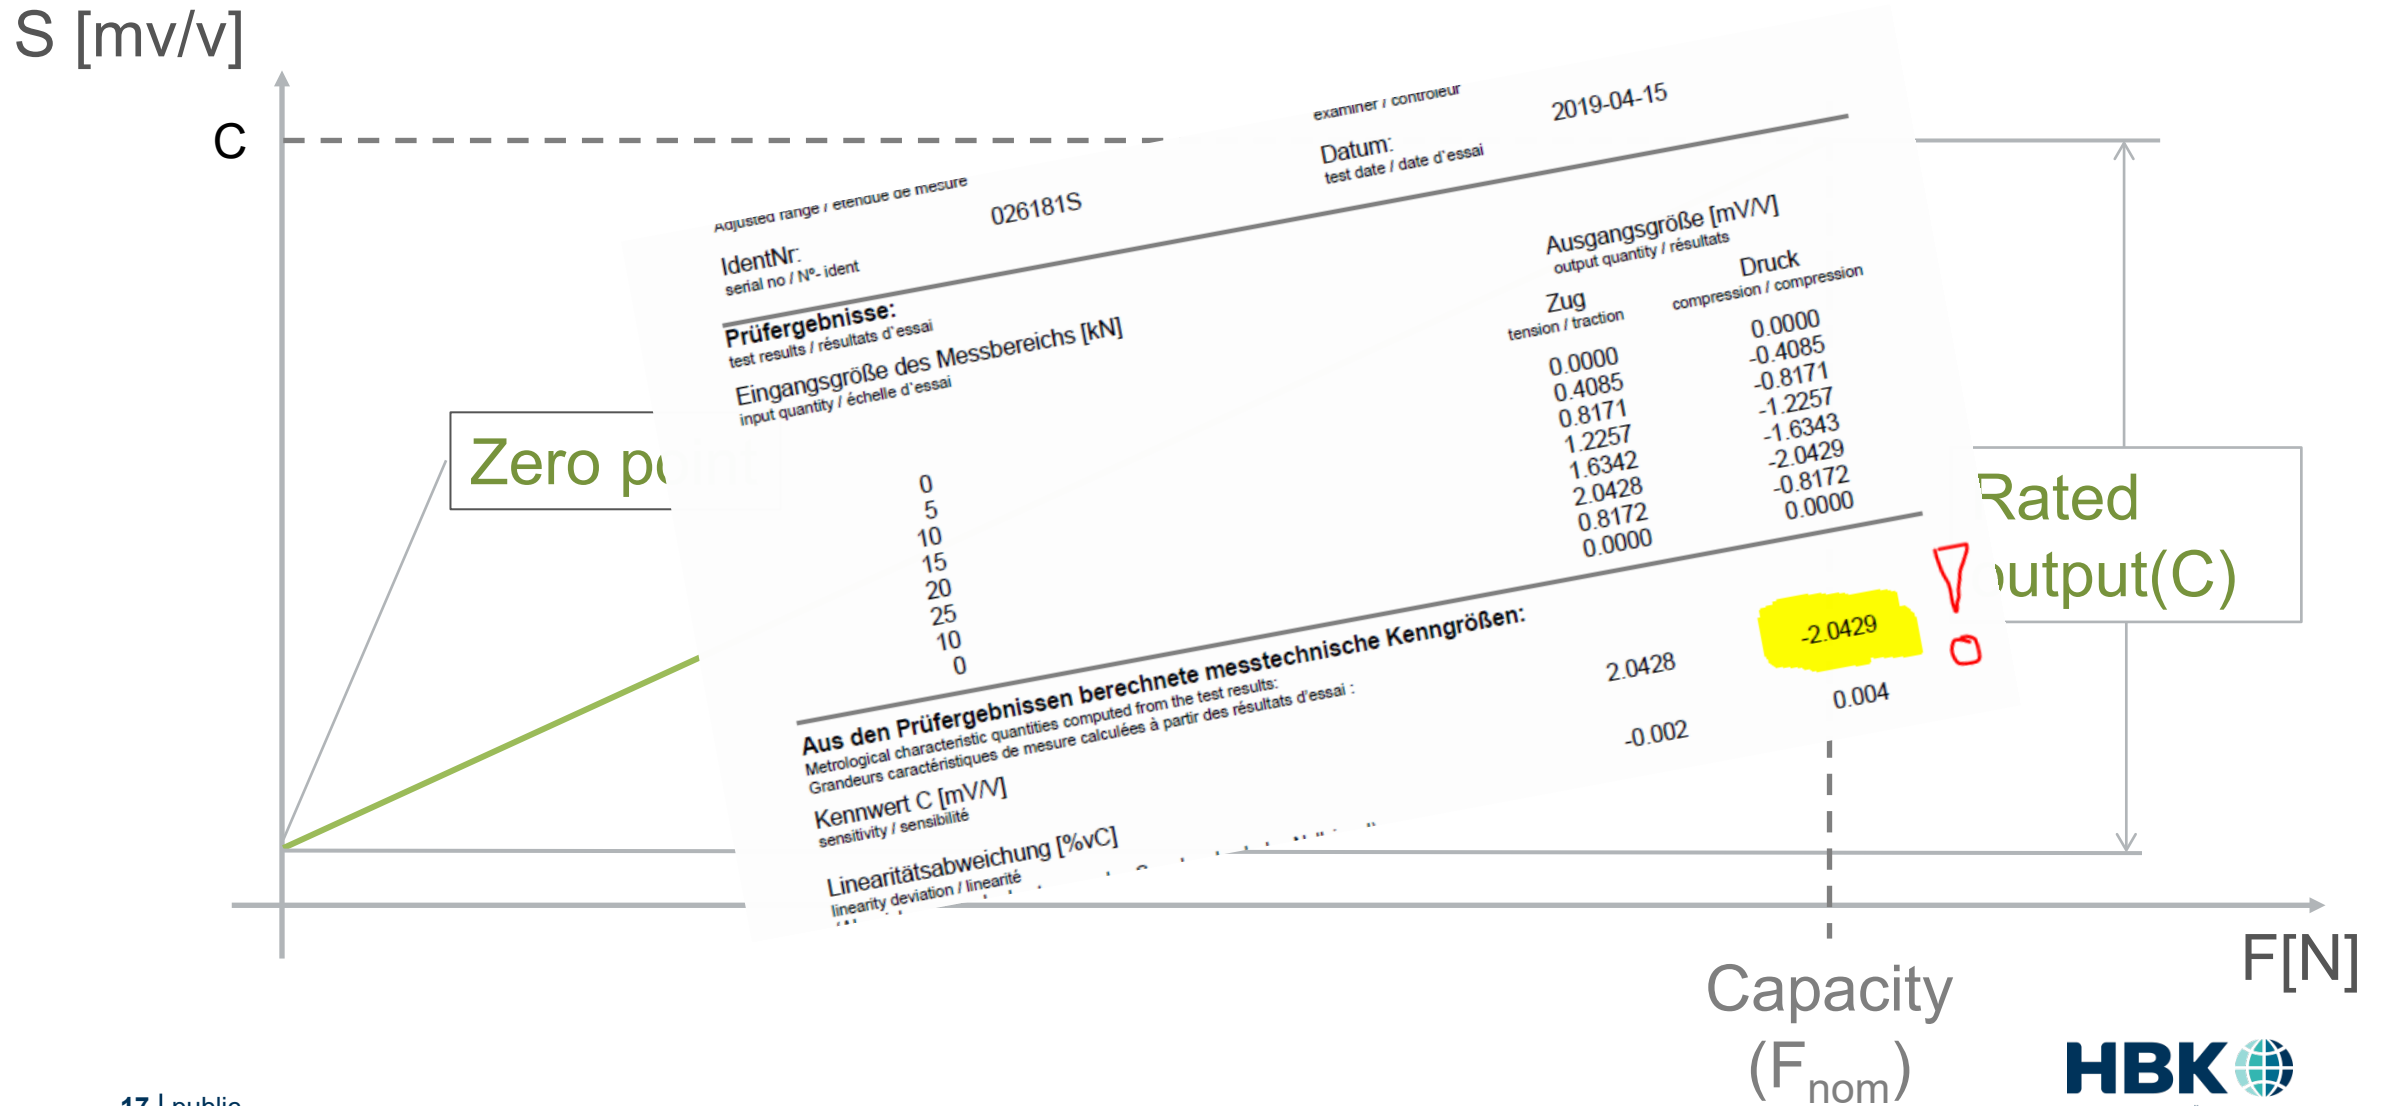 S [mv/v]
C
examiner / contrôleur
Datum:
test date / date d`essai
2019-04-15
Adjusted range / étendue de mesure
IdentNr:
serial no / Nº- ident
026181S
Prüfergebnisse:
test results / résultats d`essai
Eingangsgröße des Messbereichs [kN]
input quantity / échelle d`essai
Ausgangsgröße [mV/V]
output quantity / résultats
Zug
tension / traction
Druck
compression / compression
0 0.0000 0.0000
5 0.4085 -0.4085
10 0.8171 -0.8171
15 1.2257 -1.2257
20 1.6342 -1.6343
25 2.0428 -2.0429
10 0.8172 -0.8172
0 0.0000 0.0000
Aus den Prüfergebnissen berechnete messtechnische Kenngrößen:
Metrological characteristic quantities computed from the test results:
Grandeurs caractéristiques de mesure calculées à partir des résultats d'essai :
Kennwert C [mV/V] 2.0428 -2.0429
sensitivity / sensibilité
Linearitätsabweichung [%vC] -0.002 0.004
linearity deviation / linearité
!
Zero point
Rated
output(C)
F[N]
Capacity
(Fnom)
HBK
17 | public